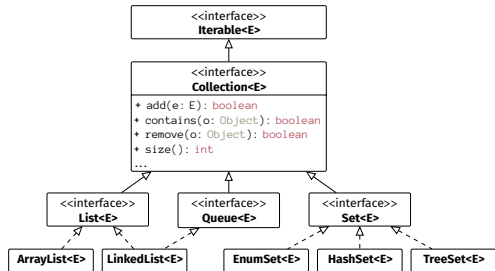 <<interface>>
Iterable<E>
<<interface>>
Collection<E>
+ add(e: E): boolean
+ contains(o: Object): boolean
+ remove(o: Object): boolean
+ size(): int
...
<<interface>>
List<E>
<<interface>>
Queue<E>
<<interface>>
Set<E>
ArrayList<E>
LinkedList<E>
EnumSet<E>
HashSet<E>
TreeSet<E>